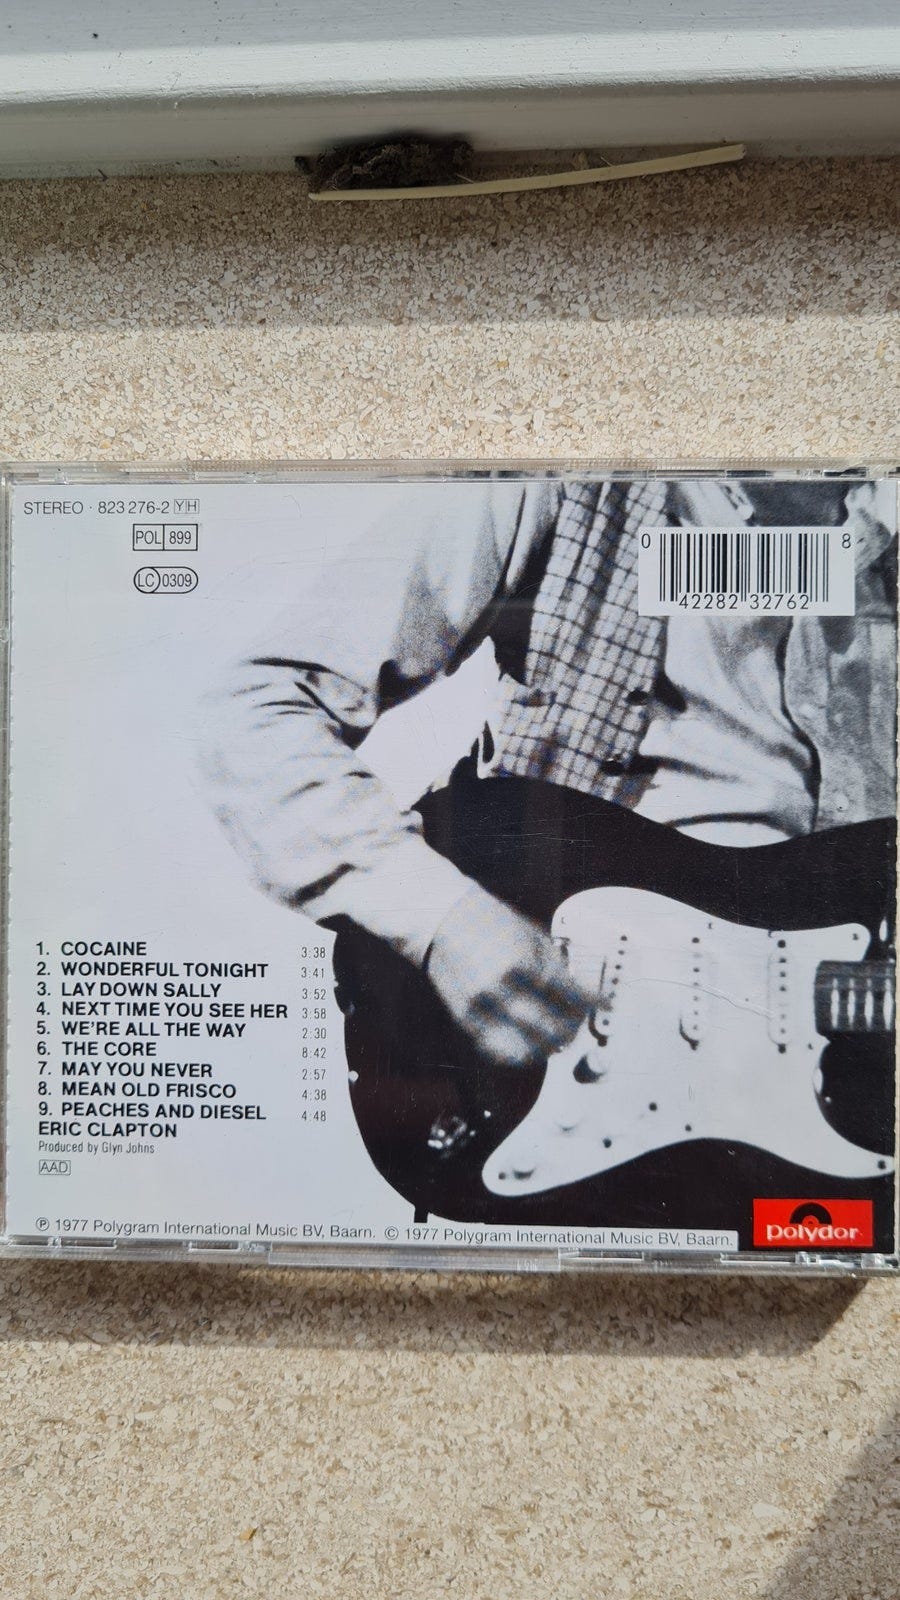 STEREO · 823 276-2 YH
POL 899
LC 0309
0 42282 32762 8
1. COCAINE 3:38
2. WONDERFUL TONIGHT 3:41
3. LAY DOWN SALLY 3:52
4. NEXT TIME YOU SEE HER 3:58
5. WE'RE ALL THE WAY 2:30
6. THE CORE 8:42
7. MAY YOU NEVER 2:57
8. MEAN OLD FRISCO 4:38
9. PEACHES AND DIESEL 4:48
ERIC CLAPTON
Produced by Glyn Johns
AAD
℗ 1977 Polygram International Music BV, Baarn. © 1977 Polygram International Music BV, Baarn.
polydor